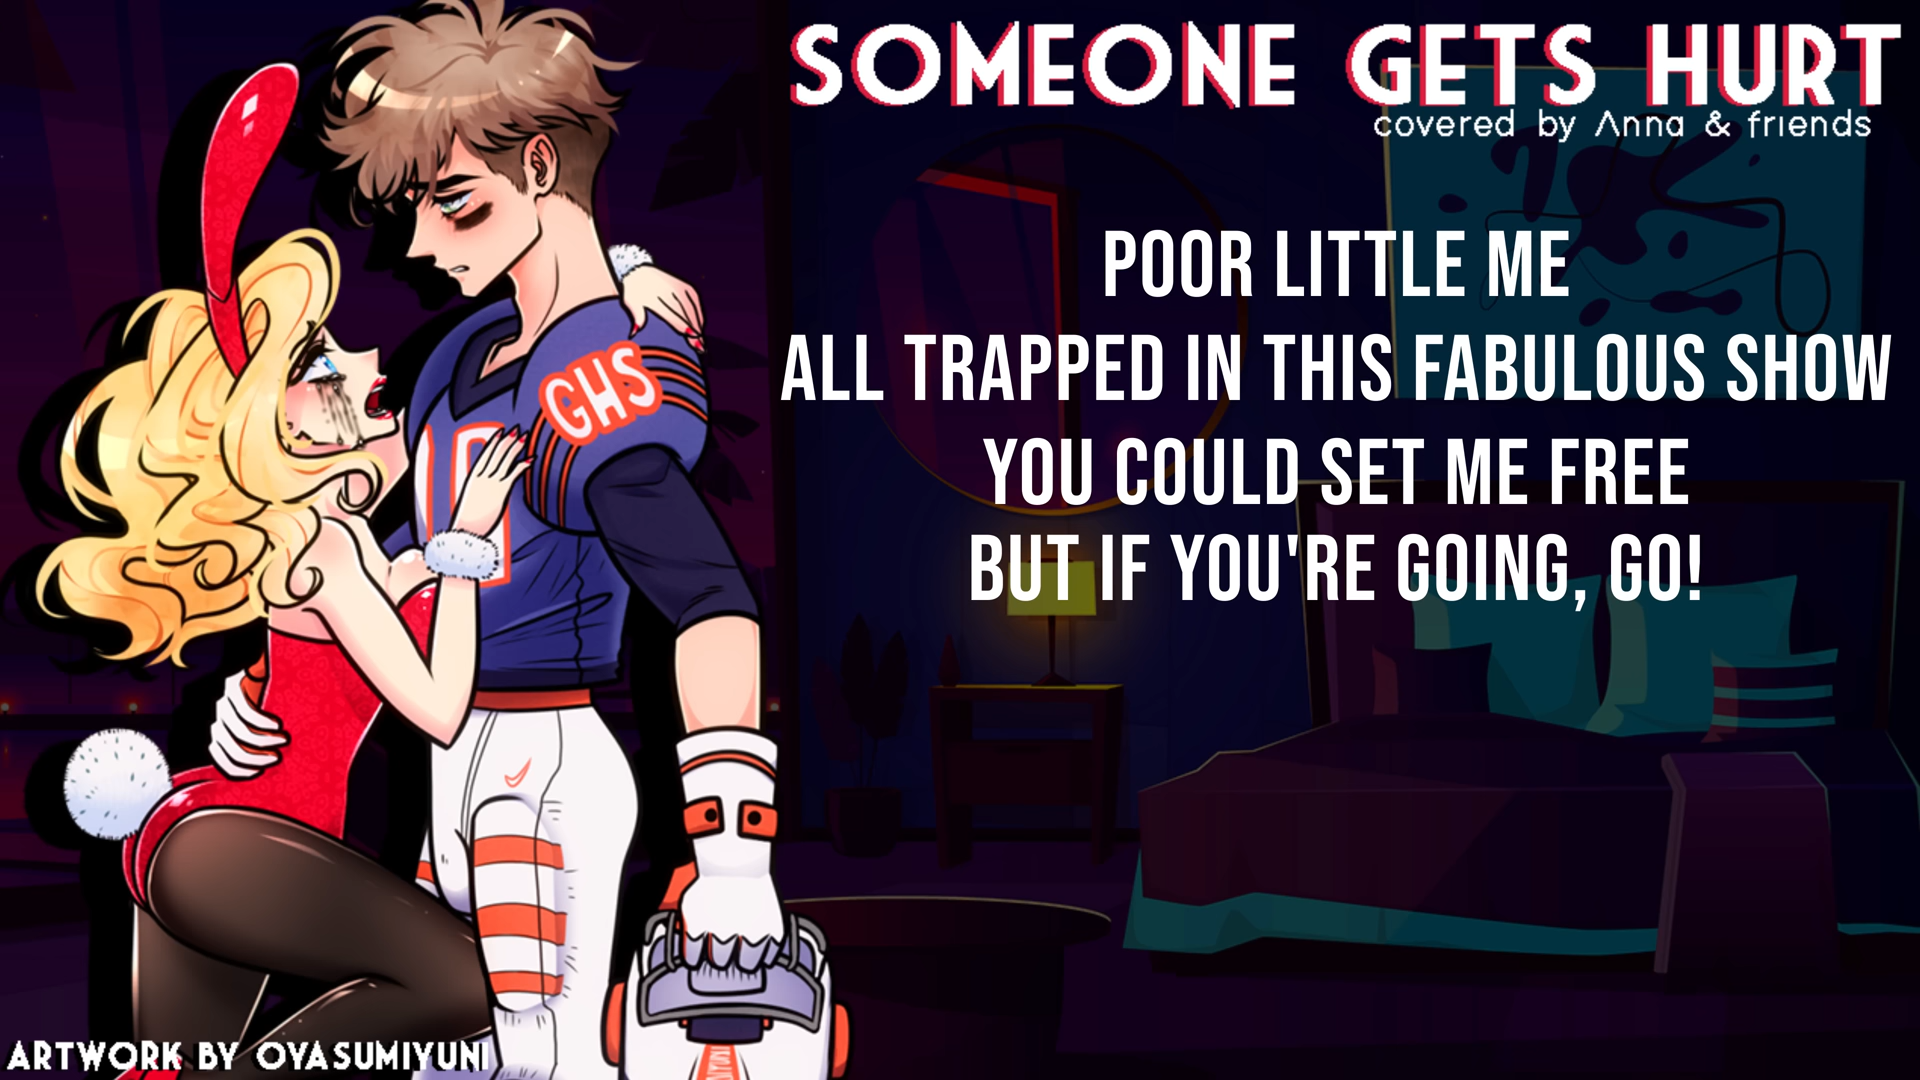 SOMEONE GETS HURT
covered by Anna & friends
POOR LITTLE ME
ALL TRAPPED IN THIS FABULOUS SHOW
YOU COULD SET ME FREE
BUT IF YOU'RE GOING, GO!
GHS
ARTWORK BY OYASUMIYUNI